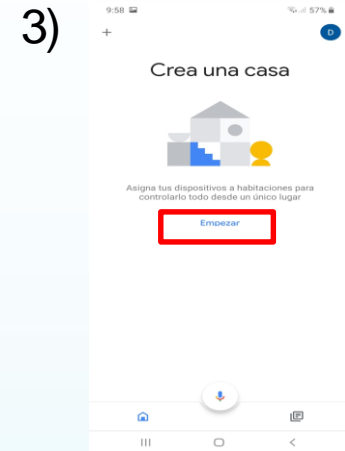 3)
9:58 57%
+ D
Crea una casa
Asigna tus dispositivos a habitaciones para
controlarlo todo desde un único lugar
Empezar